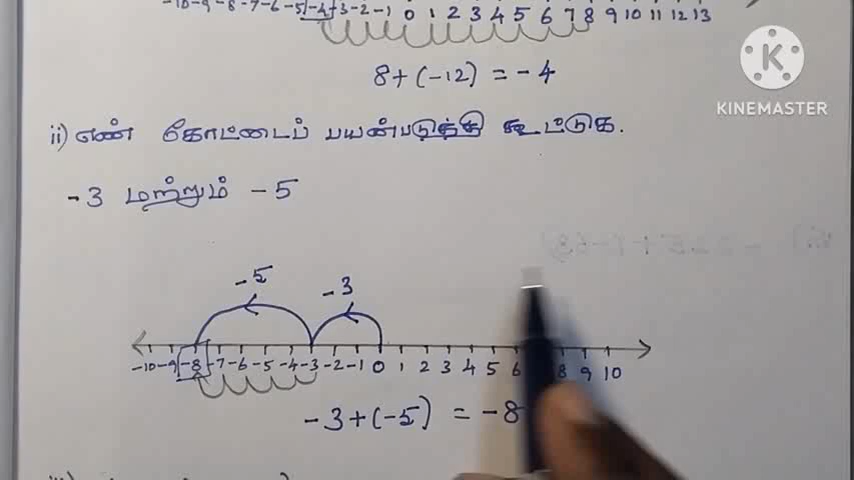 -10 -9 -8 -7 -6 -5 -4 -3 -2 -1 0 1 2 3 4 5 6 7 8 9 10 11 12 13
KINEMASTER
8+(-12) = -4
ii) எண் கோட்டைப் பயன்படுத்தி கூட்டுக.
-3 மற்றும் -5
-5 -3
-10 -9 -8 -7 -6 -5 -4 -3 -2 -1 0 1 2 3 4 5 6 8 9 10
-3+(-5) = -8